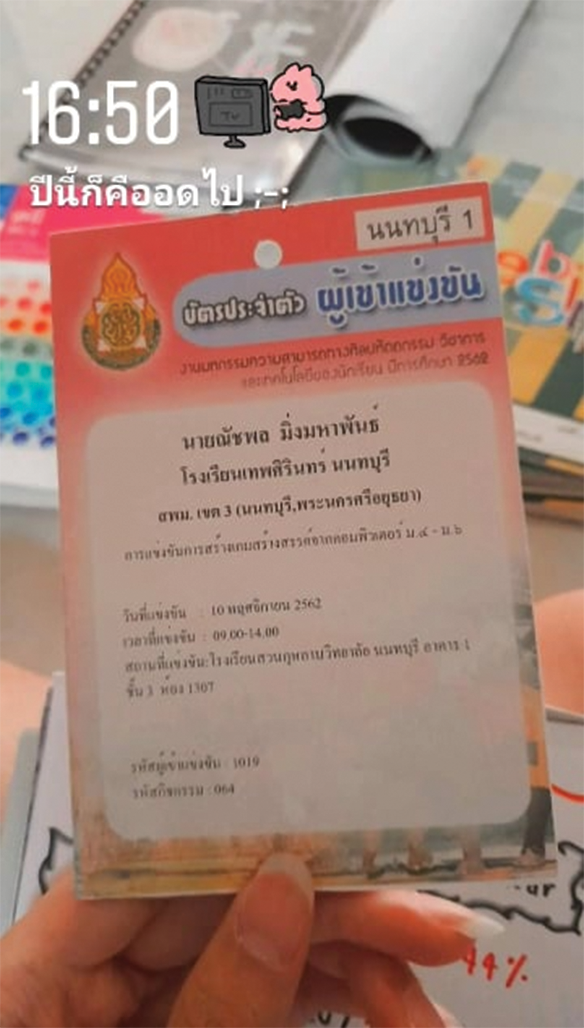 16:50
TV
ปีนี้ก็คืออดไป ;-;
นนทบุรี 1
บัตรประจำตัว ผู้เข้าแข่งขัน
งานมหกรรมความสามารถทางศิลปหัตถกรรม วิชาการ
และเทคโนโลยีของนักเรียน ปีการศึกษา 2562
นายณัชพล มิ่งมหาพันธ์
โรงเรียนเทพศิรินทร์ นนทบุรี
สพม. เขต 3 (นนทบุรี,พระนครศรีอยุธยา)
การแข่งขันการสร้างเกมสร้างสรรค์จากคอมพิวเตอร์ ม.๔ - ม.๖
วันที่แข่งขัน : 10 พฤศจิกายน 2562
เวลาที่แข่งขัน : 09.00-14.00
สถานที่แข่งขัน: โรงเรียนสวนกุหลาบวิทยาลัย นนทบุรี อาคาร 1
ชั้น 3 ห้อง 1307
รหัสผู้เข้าแข่งขัน : 1019
รหัสกิจกรรม : 064
44%